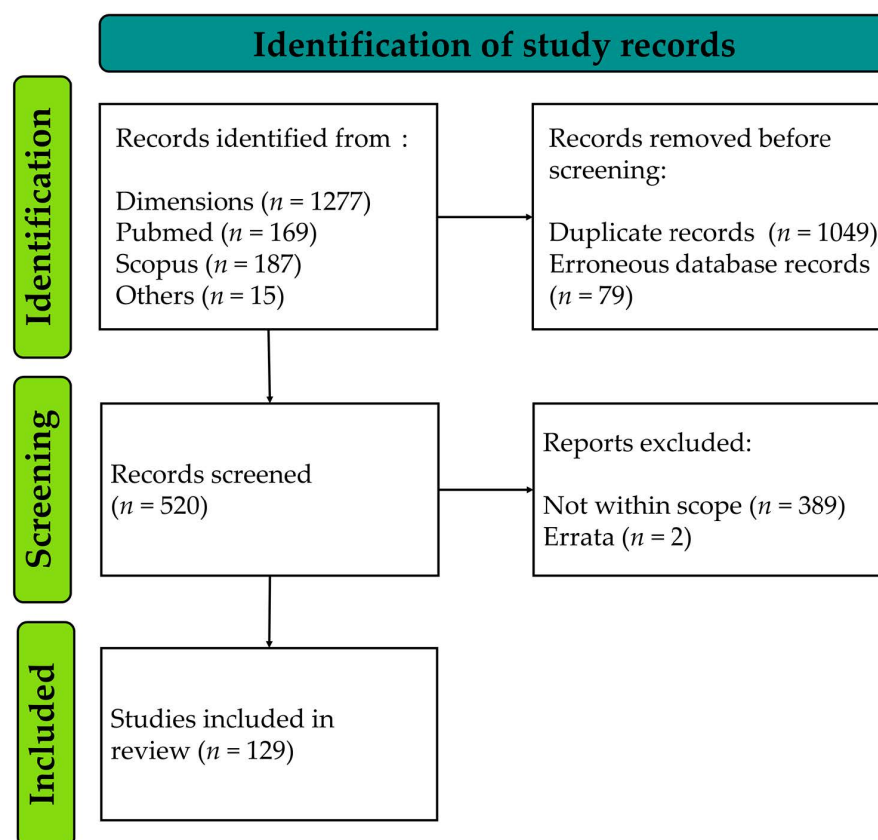 Identification of study records
Identification
Records identified from :
Dimensions (n = 1277)
Pubmed (n = 169)
Scopus (n = 187)
Others (n = 15)
Records removed before
screening:
Duplicate records (n = 1049)
Erroneous database records
(n = 79)
Screening
Records screened
(n = 520)
Reports excluded:
Not within scope (n = 389)
Errata (n = 2)
Included
Studies included in
review (n = 129)